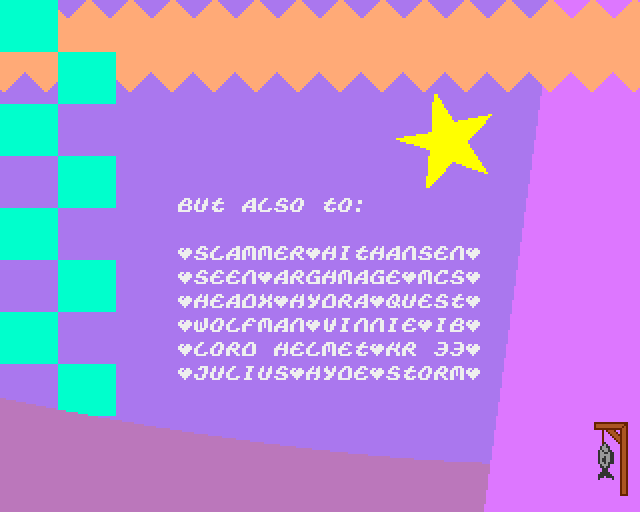 BUT ALSO TO:
♥SLAMMER♥HITHANSEN♥
♥SEEN♥ARGHMAGE♥MCS♥
♥HEADX♥HYDRA♥QUEST♥
♥WOLFMAN♥VINNIE♥IB♥
♥LORD HELMET♥KR 33♥
♥JULIUS♥HYDE♥STORM♥